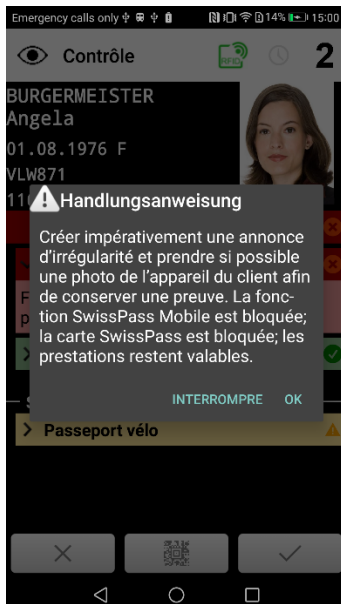 Emergency calls only 14% 15:00
Contrôle RFID 2
BURGERMEISTER
Angela
01.08.1976 F
VLW871
Handlungsanweisung
Créer impérativement une annonce
d'irrégularité et prendre si possible
une photo de l'appareil du client afin
de conserver une preuve. La fonc-
tion SwissPass Mobile est bloquée;
la carte SwissPass est bloquée; les
prestations restent valables.
INTERROMPRE OK
Passeport vélo